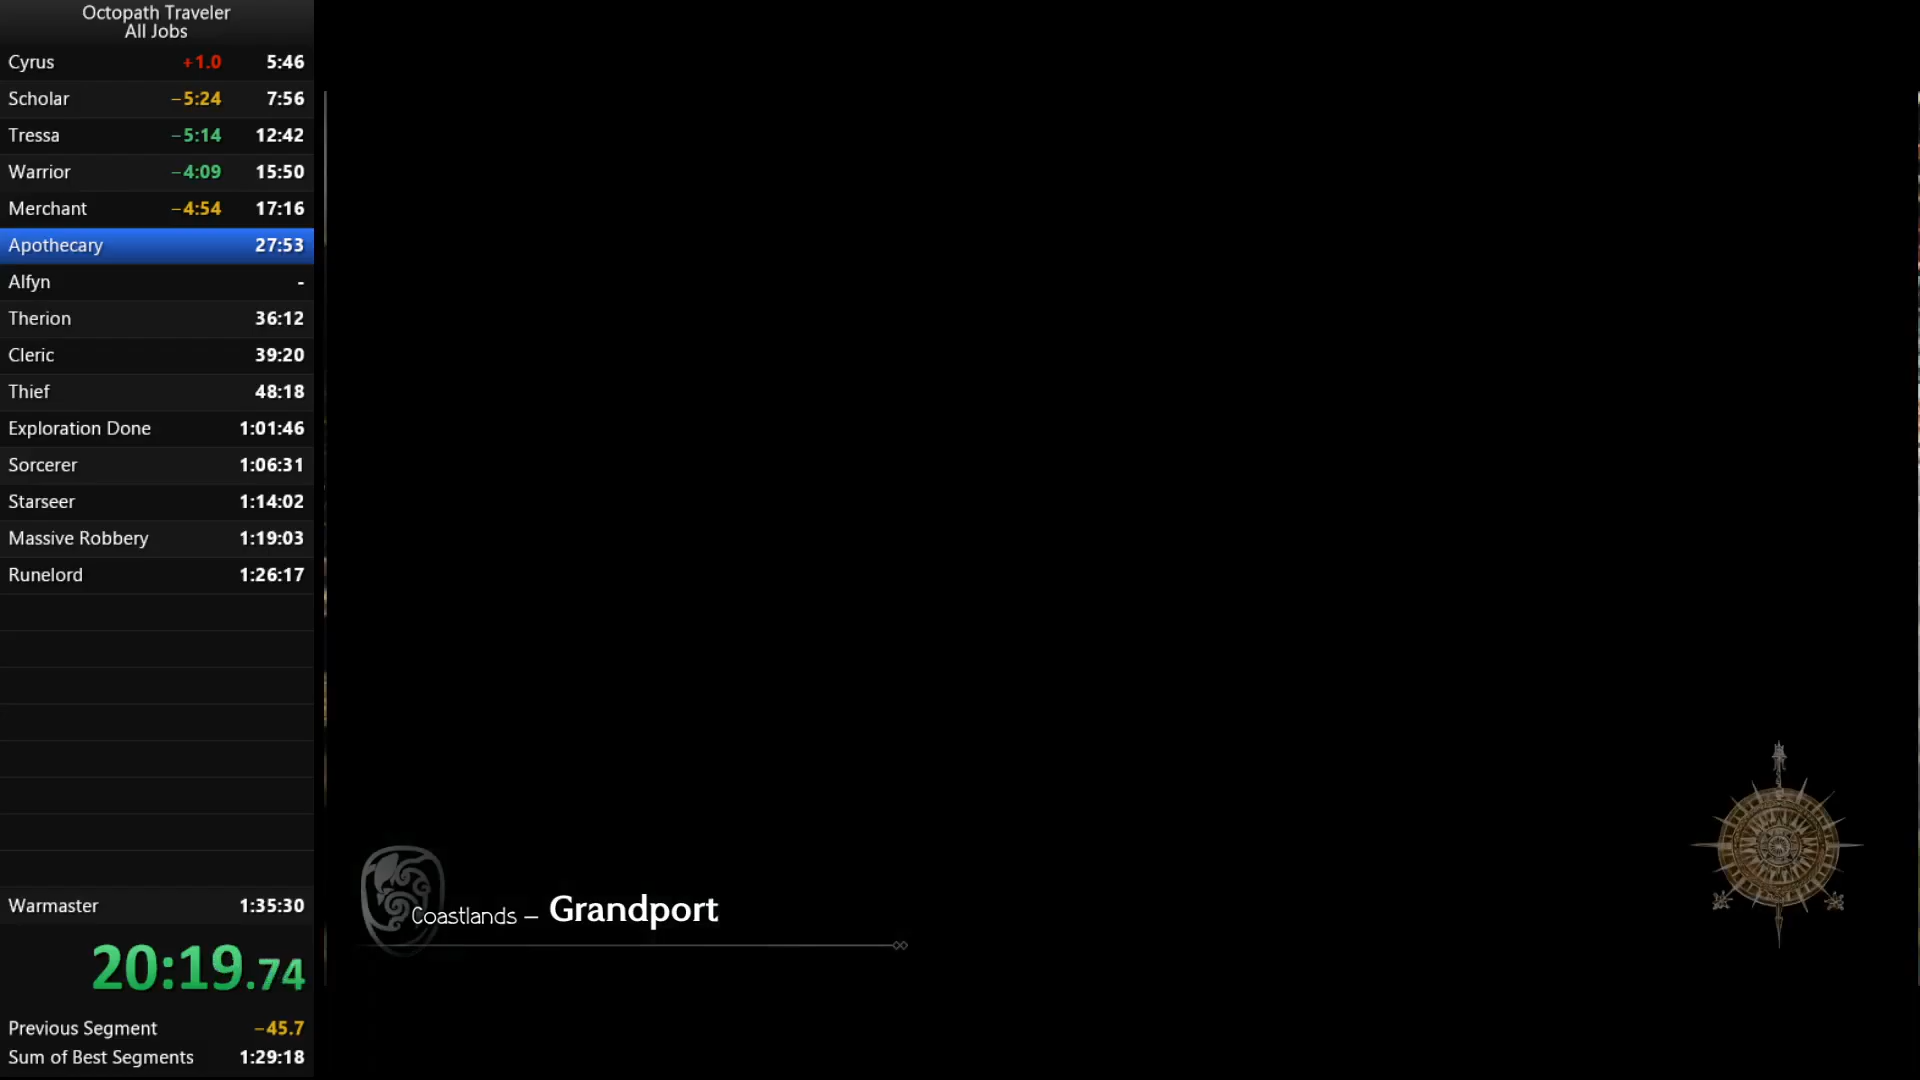 Octopath Traveler
All Jobs
Cyrus +1.0 5:46
Scholar −5:24 7:56
Tressa −5:14 12:42
Warrior −4:09 15:50
Merchant −4:54 17:16
Apothecary 27:53
Alfyn -
Therion 36:12
Cleric 39:20
Thief 48:18
Exploration Done 1:01:46
Sorcerer 1:06:31
Starseer 1:14:02
Massive Robbery 1:19:03
Runelord 1:26:17
Warmaster 1:35:30
20:19.74
Previous Segment −45.7
Sum of Best Segments 1:29:18
Coastlands – Grandport